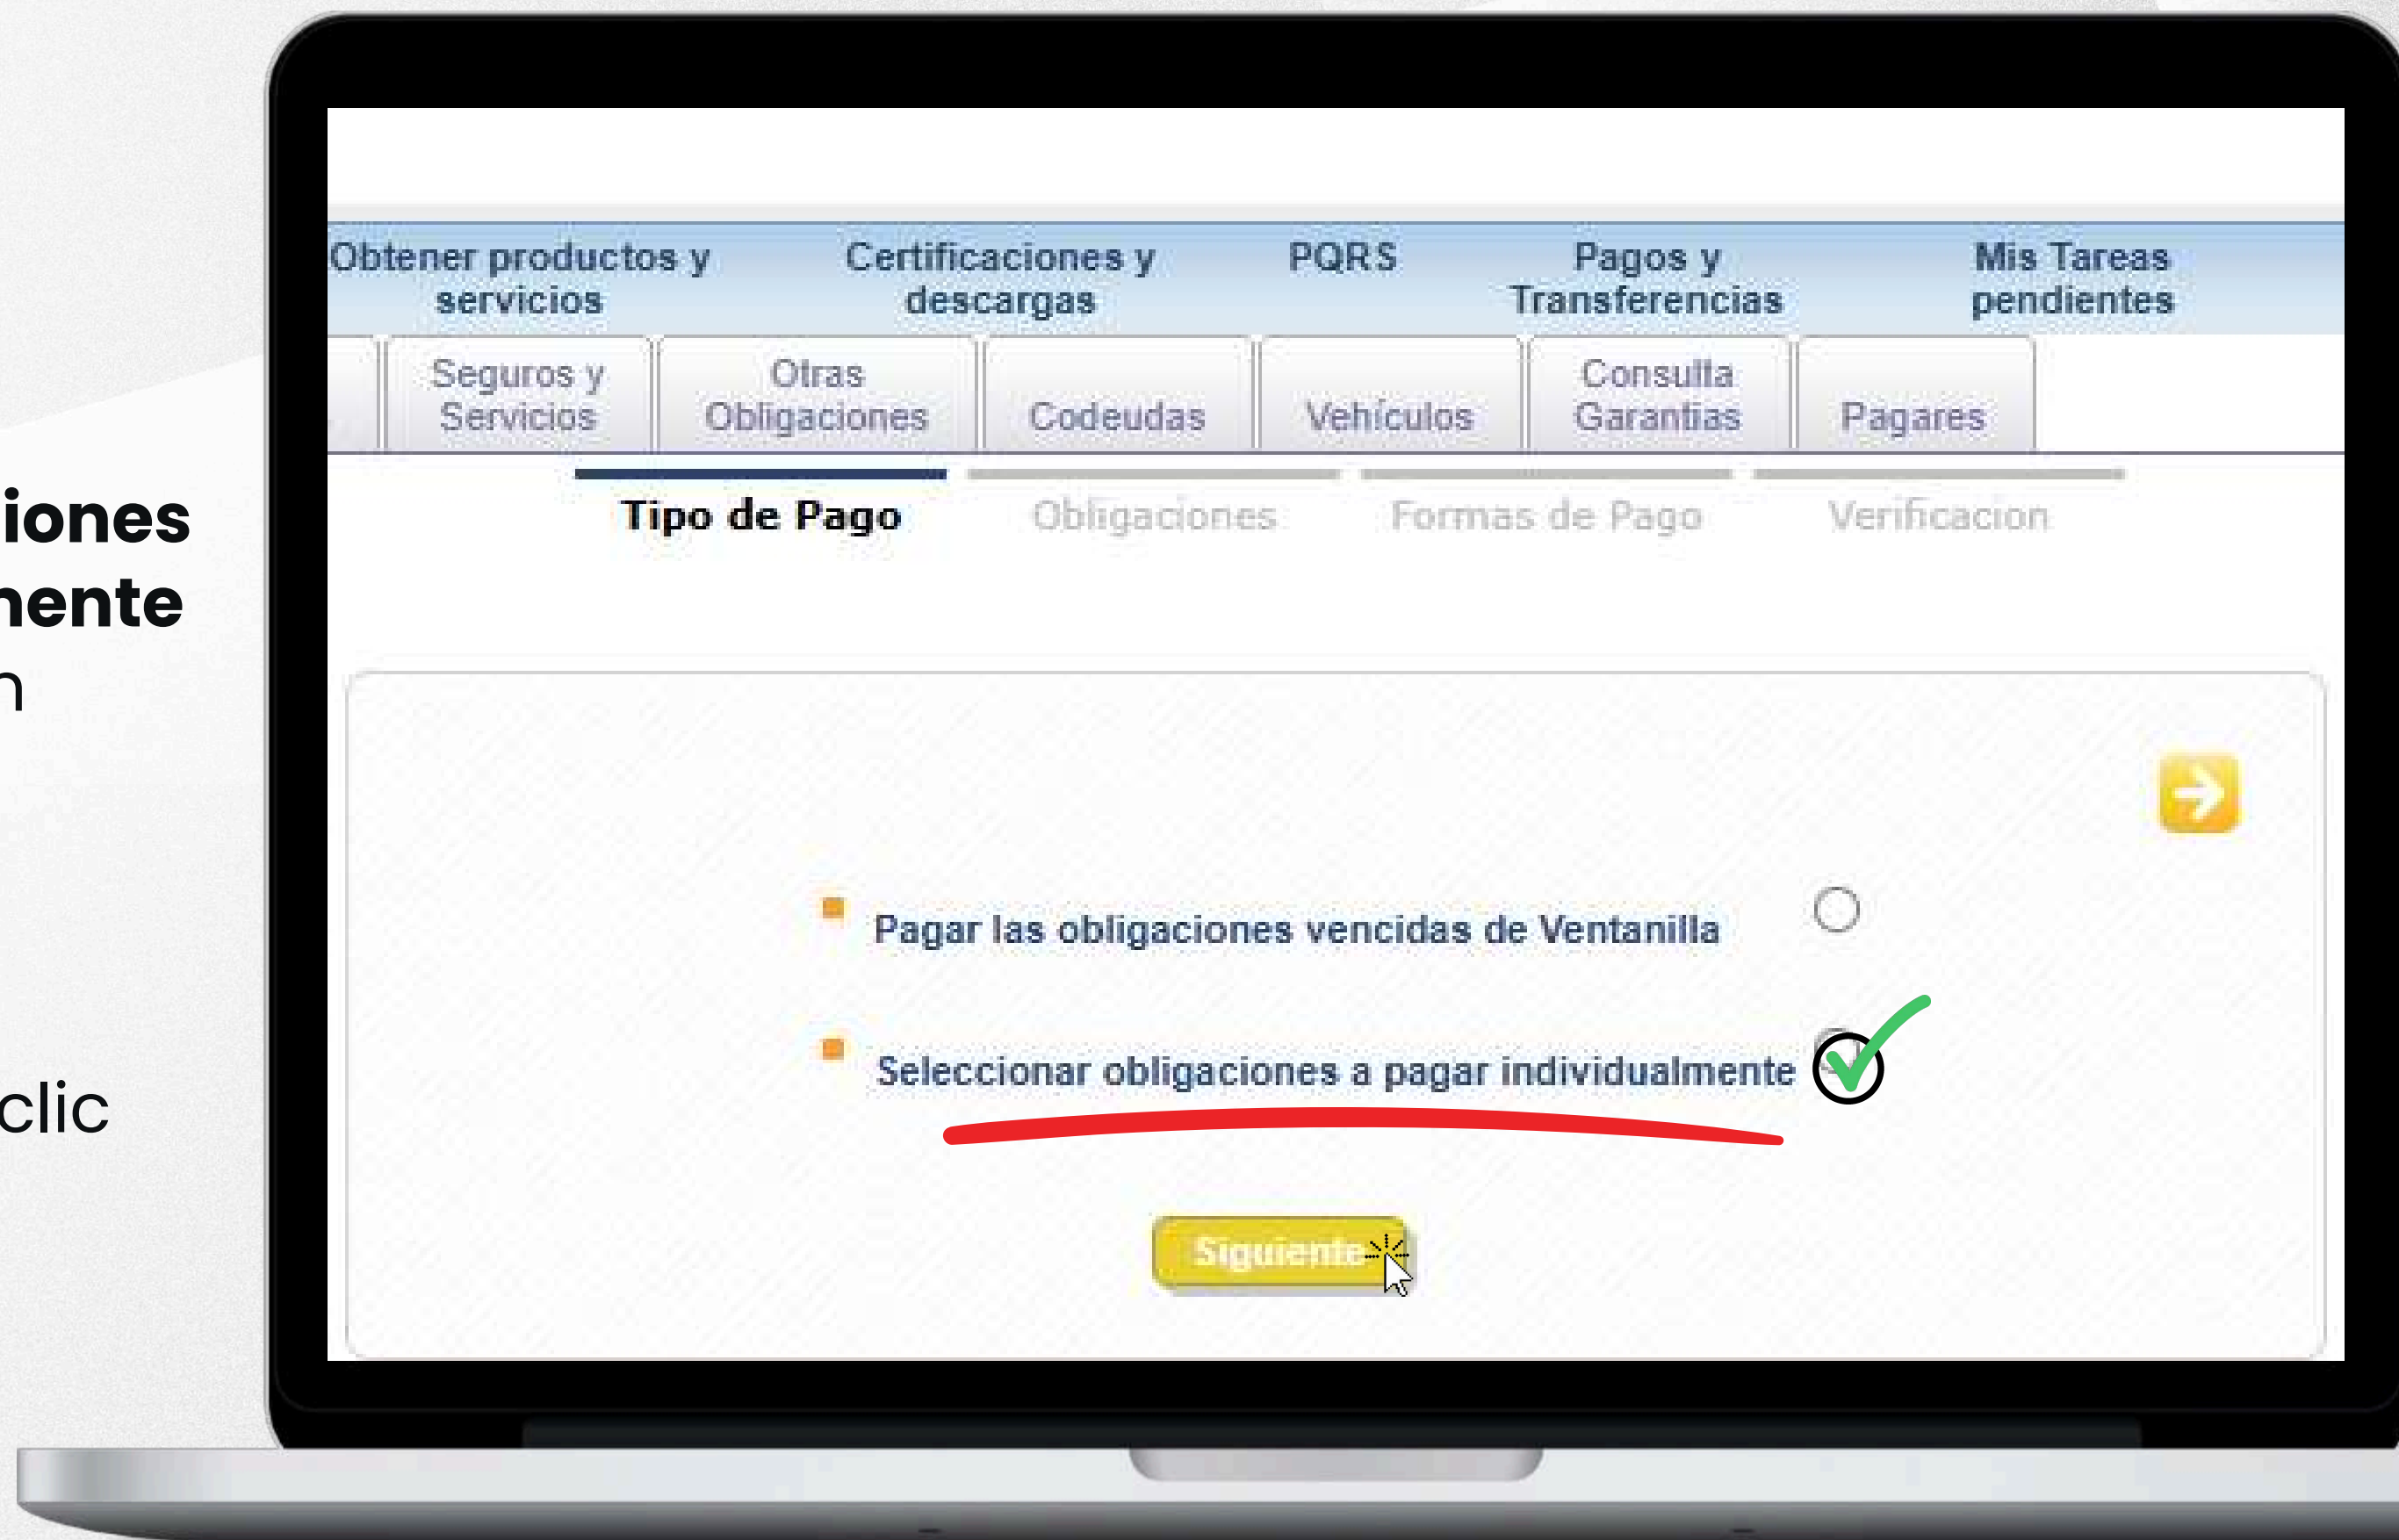 iones
mente
n
clic
Obtener productos y
servicios
Certificaciones y
descargas
PQRS
Pagos y
Transferencias
Mis Tareas
pendientes
Seguros y
Servicios
Otras
Obligaciones
Codeudas
Vehículos
Consulta
Garantias
Pagares
Tipo de Pago
Obligaciones
Formas de Pago
Verificacion
Pagar las obligaciones vencidas de Ventanilla
Seleccionar obligaciones a pagar individualmente
Siguiente